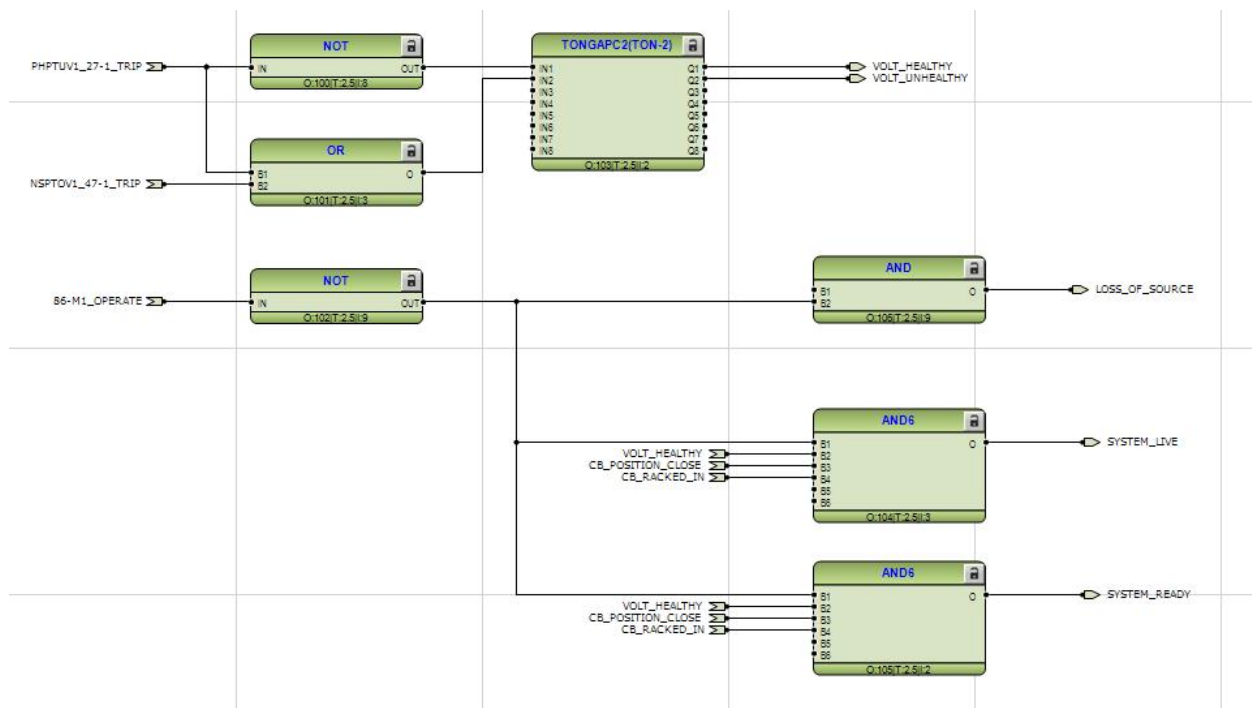 NOT
TONGAPC2(TON-2)
PHPTUV1_27-1_TRIP
IN
OUT
O:100|T:2.5|I:8
IN1
IN2
IN3
IN4
IN5
IN6
IN7
IN8
Q1
Q2
Q3
Q4
Q5
Q6
Q7
Q8
O:103|T:2.5|I:2
VOLT_HEALTHY
VOLT_UNHEALTHY
OR
B1
B2
O
O:101|T:2.5|I:3
NSPTOV1_47-1_TRIP
NOT
86-M1_OPERATE
IN
OUT
O:102|T:2.5|I:9
AND
B1
B2
O
O:106|T:2.5|I:9
LOSS_OF_SOURCE
AND6
B1
B2
B3
B4
B5
B6
O
O:104|T:2.5|I:3
VOLT_HEALTHY
CB_POSITION_CLOSE
CB_RACKED_IN
SYSTEM_LIVE
AND6
B1
B2
B3
B4
B5
B6
O
O:105|T:2.5|I:2
VOLT_HEALTHY
CB_POSITION_CLOSE
CB_RACKED_IN
SYSTEM_READY